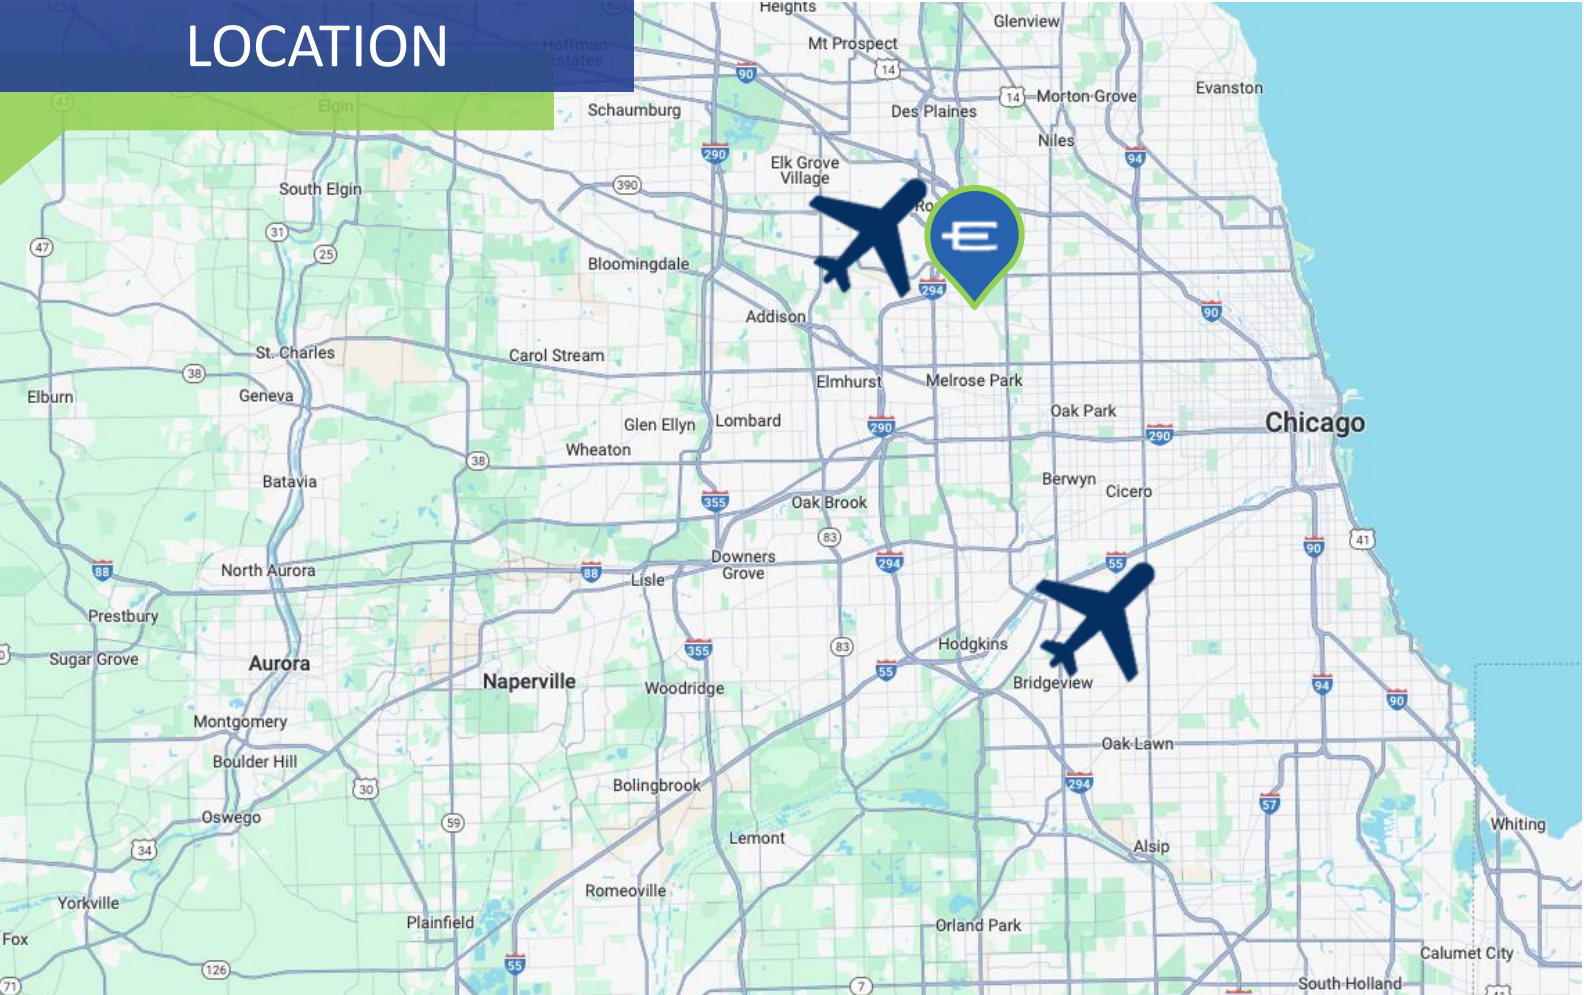 LOCATION
Heights
Glenview
Mt Prospect
Hoffman
Estates
14
90
Evanston
Schaumburg
14
Morton Grove
47
Elgin
Des Plaines
Niles
290
94
Elk Grove
Village
South Elgin
390
Ro
31
E
47
25
Bloomingdale
294
90
Addison
St. Charles
Carol Stream
38
Elmhurst
Melrose Park
Elburn
Geneva
Oak Park
Glen Ellyn
Lombard
290
Chicago
290
Wheaton
38
Batavia
Berwyn
Cicero
355
Oak Brook
83
41
90
Downers
Grove
55
294
88
North Aurora
88
Lisle
Prestbury
Hodgkins
83
355
Sugar Grove
Aurora
55
Naperville
Woodridge
Bridgeview
94
90
Montgomery
Oak Lawn
Boulder Hill
Bolingbrook
294
30
57
Oswego
59
Whiting
Lemont
34
Alsip
Romeoville
Yorkville
Plainfield
Orland Park
Fox
Calumet City
55
126
71
7
South Holland